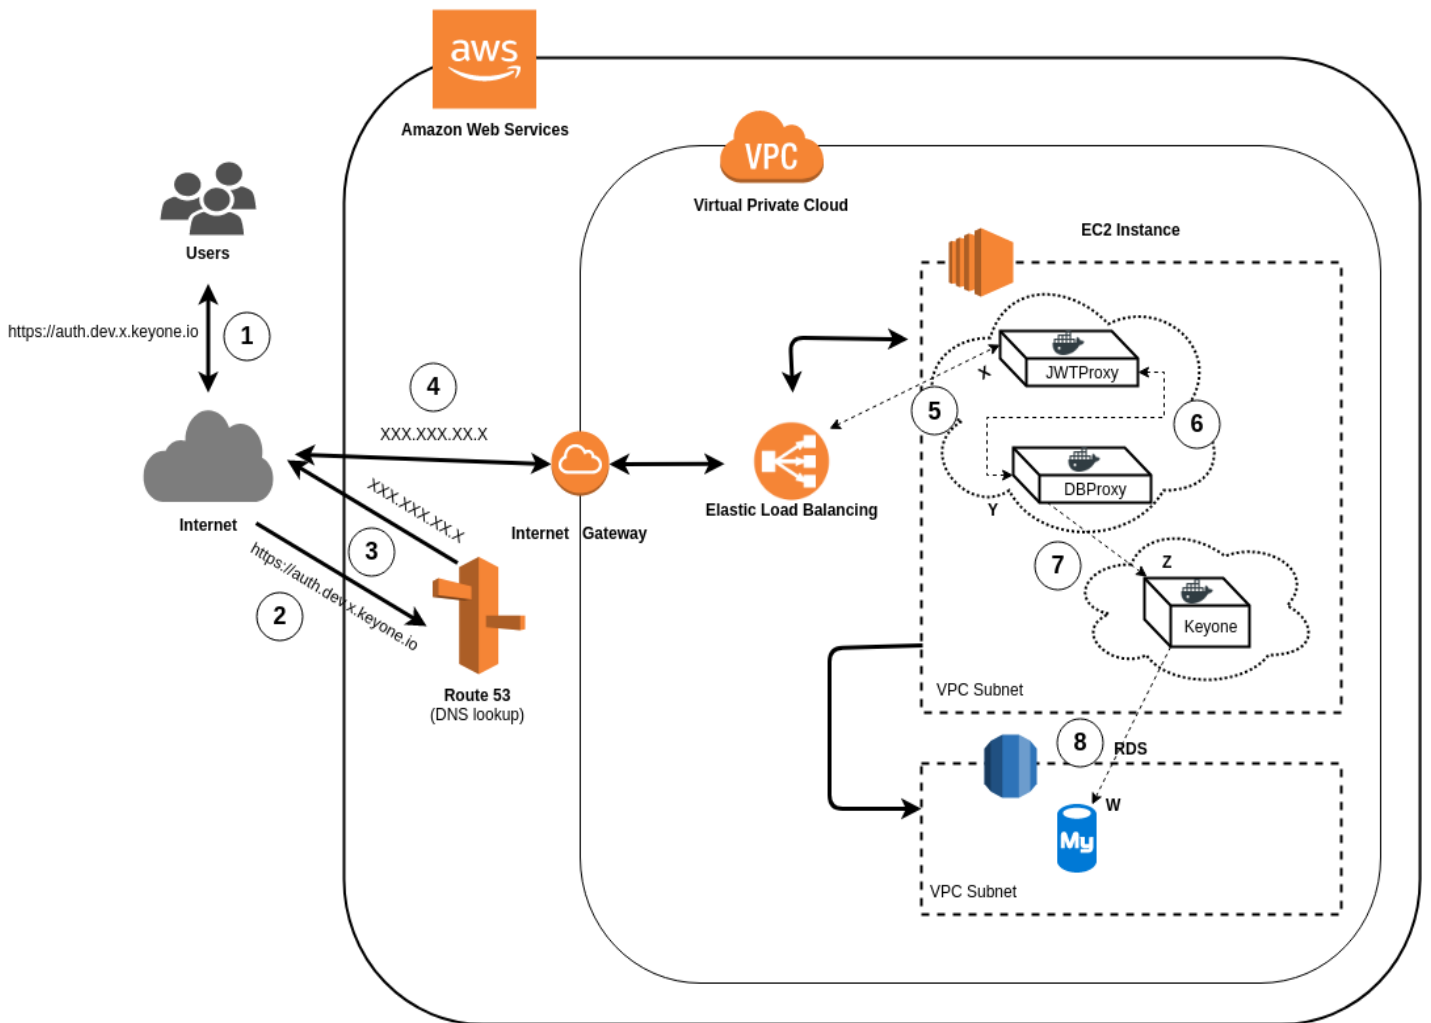 aws
Amazon Web Services
VPC
Virtual Private Cloud
EC2 Instance
Users
https://auth.dev.x.keyone.io
1
4
XXX.XXX.XX.X
Internet
XXX.XXX.XX.X
3
https://auth.dev.x.keyone.io
2
Route 53
(DNS lookup)
Internet Gateway
Elastic Load Balancing
JWTProxy
X
5
6
DBProxy
Y
7
Z
Keyone
VPC Subnet
8
RDS
W
My
VPC Subnet